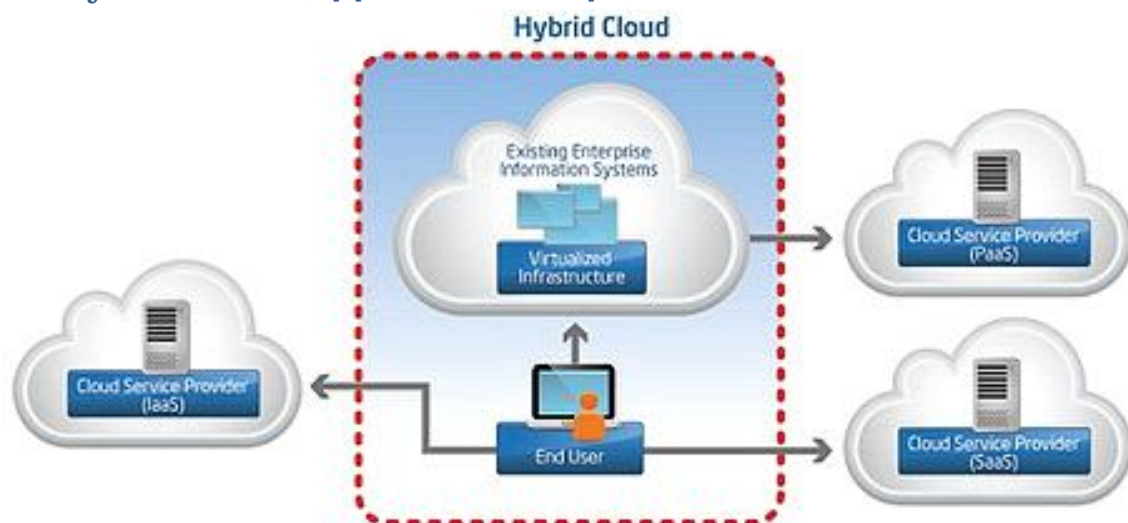 Hybrid Cloud
Existing Enterprise
Information Systems
Virtualized
Infrastructure
Cloud Service Provider
(PaaS)
Cloud Service Provider
(IaaS)
End User
Cloud Service Provider
(SaaS)